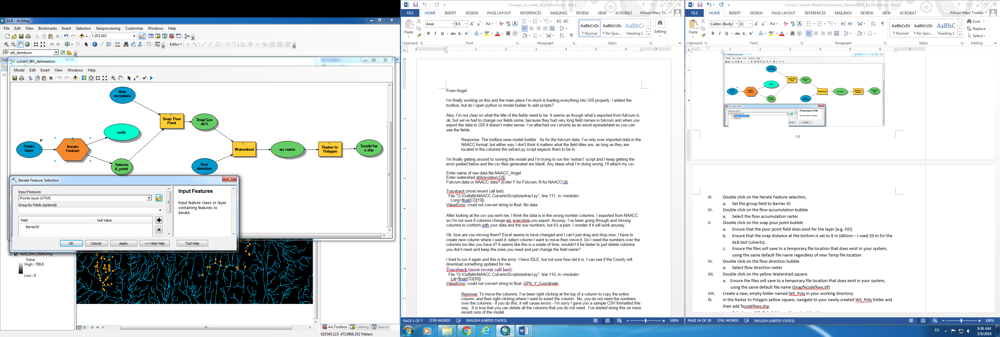 ALB - ArcMap
File Edit View Bookmarks Insert Selection Geoprocessing Customize Windows Help
1:253,403
Editor
alb_demburn
culvert_WS_delineation
Model Edit Insert View Windows Help
flow
accumula
Snap Pour
Point
Snap%co
de%
code
P
Points
layer
Iterate
Feature
Watershed
ws raster
Raster to
Polygon
%code%w
s.shp
Selecte
d_point
flow
direction
Iterate Feature Selection
Input Features
Points layer (UTM)
Group By Fields (optional)
Field Null Value
BarrierID
OK Cancel Apply << Hide Help Tool Help
Input Features
Input feature class or layer
containing features to
iterate.
ALB_10m_DEM.img
Value
High : 708.8
Low : 0
ArcToolbox Catalog Search
610345.115 4713968.352 Meters
Changes_to_make_to_instructions - Word
FILE HOME INSERT DESIGN PAGE LAYOUT REFERENCES MAILINGS REVIEW VIEW ACROBAT Allison Mary Tr...
Arial 9.5
Paste
AaBbCcDc AaBbCcDc AaBbCc
¶ Normal ¶ No Spac... Heading 1
Editing
Clipboard Font Paragraph Styles
From Angel
I'm finally working on this and the main place I'm stuck is loading everything into GIS properly. I added the
toolbox, but do I open python or model builder to add scripts?
Also, I'm not clear on what the title of the fields need to be. It seems as though what's exported from fulcrum is
ok, but we've had to change our fields some, because they had very long field names in fulcrum and when you
export the data to GIS it doesn't make sense. I've attached our culverts as an excel spreadsheet so you can
see the fields.
Response: The toolbox uses model builder. As for the fulcrum data, I've only ever imported data in the
NAACC format, but either way I don't think it matters what the field titles are, as long as they are
located in the columns the extract.py script expects them to be in.
I'm finally getting around to running the model and I'm trying to run the "extract" script and I keep getting the
error pasted below and the csv files generated are blank. Any ideas what I'm doing wrong. I'll attach my csv.
Enter name of raw data file:NAACC_Angel
Enter watershed abbreviation:CIE
Fulcrum data or NAACC data? (Enter F for Fulcrum, N for NAACC):N
Traceback (most recent call last):
File "G:\Outfalls\NAACC Culverts\Scripts\extract.py", line 111, in <module>
Long=float(CD[19])
ValueError: could not convert string to float: No data
After looking at the csv you sent me, I think the data is in the wrong number columns. I exported from NAACC
so I'm not sure if columns change etc everytime you export. Anyway, I've been going through and moving
columns to conform with your data and the row numbers, but it's a pain. I wonder if it will work anyway.
Ok, how are you moving them? Excel seems to have changed and I can't just drag and drop now. I have to
create new column where I want it, select column I want to move then move it. Do I need the numbers over the
columns too like you have it? It seems like this is a waste of time, wouldn't it be faster to just delete columns
you don't need and keep the ones you need and just change the field name?
I tried to run it again and this is the error. I have IDLE, but not sure how old it is. I can see if the County will
download something updated for me.
Traceback (most recent call last):
File "G:\Outfalls\NAACC Culverts\Scripts\extract.py", line 110, in <module>
Lat=float(CD[20])
ValueError: could not convert string to float: GPS_Y_Coordinate
Reponse: To move the columns, I've been right clicking at the top of a column to copy the entire
column, and then right clicking where I want to insert the column. No, you do not need the numbers
over the columns - if you do this, it will cause errors - I'm sorry I gave you a sample CSV formatted this
way. It is true that you can delete all the columns that you do not need. I've started doing this on more
recent runs of the model.
PAGE 1 OF 7 2729 WORDS ENGLISH (UNITED STATES) 100%
Cornell Culverts Model Instructions_Revised2018_forWorkshop - Word
FILE HOME INSERT DESIGN PAGE LAYOUT REFERENCES MAILINGS REVIEW VIEW ACROBAT Allison Mary Truhlar
Calibri (Body) 11
Paste
AaBbCcDc AaBbCcDc AaBbC
¶ Normal ¶ No Spac... Heading 1
Find
Replace
Select
Clipboard Font Paragraph Styles Editing
14
III. Double click on the Iterate Feature selection,
a. Set the group field to Barrier ID
IV. Double click on the flow accumulation bubble
a. Select the flow accumulation raster
V. Double click on the snap pour point bubble
a. Ensure that the pour point field does exist for the layer (e.g. FID)
b. Ensure that the snap distance at the bottom is set to 8 m (Allison – I used 20 m for the
ALB test culverts).
c. Ensure the files will save to a temporary file location that does exist in your system,
using the same default file name regardless of new Temp file location
VI. Double click on the flow direction bubble
a. Select flow direction raster
VII. Double click on the yellow Watershed square.
a. Ensure the files will save to a temporary file location that does exist in your system,
using the same default file name (Snap%code%ws.tif)
VIII. Create a new, empty folder named WS_Poly in your working directory
IX. In the Raster to Polygon yellow square, navigate to your newly created WS_Poly folder and
then add %code%ws.shp
PAGE 14 OF 20 5741 WORDS ENGLISH (UNITED STATES) 100%
EN 9:36 AM
3/9/2018